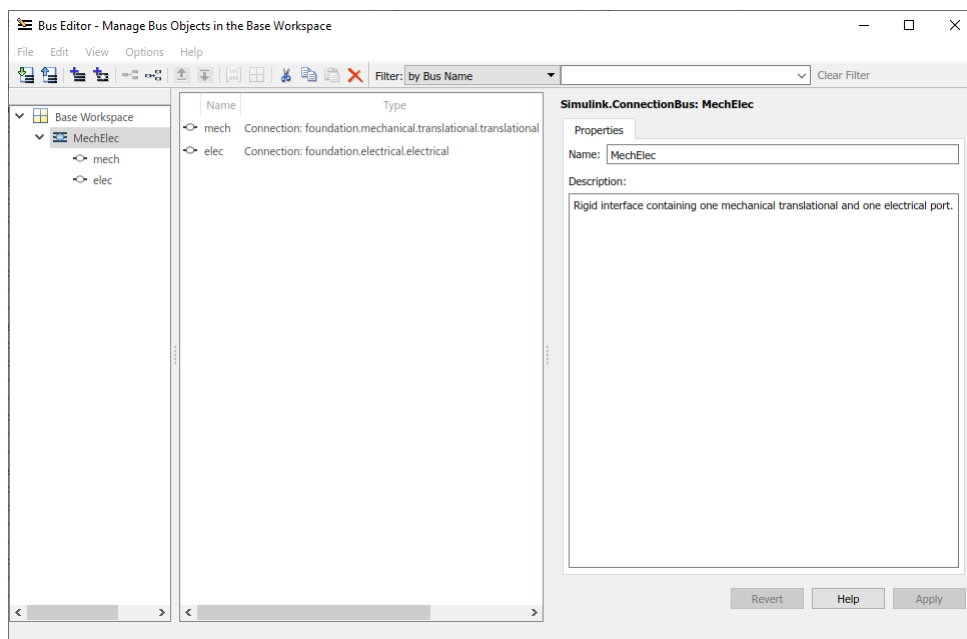 Bus Editor - Manage Bus Objects in the Base Workspace
File Edit View Options Help
Filter: by Bus Name Clear Filter
Base Workspace
MechElec
mech
elec
Name Type
mech Connection: foundation.mechanical.translational.translational
elec Connection: foundation.electrical.electrical
Simulink.ConnectionBus: MechElec
Properties
Name: MechElec
Description:
Rigid interface containing one mechanical translational and one electrical port.
Revert Help Apply